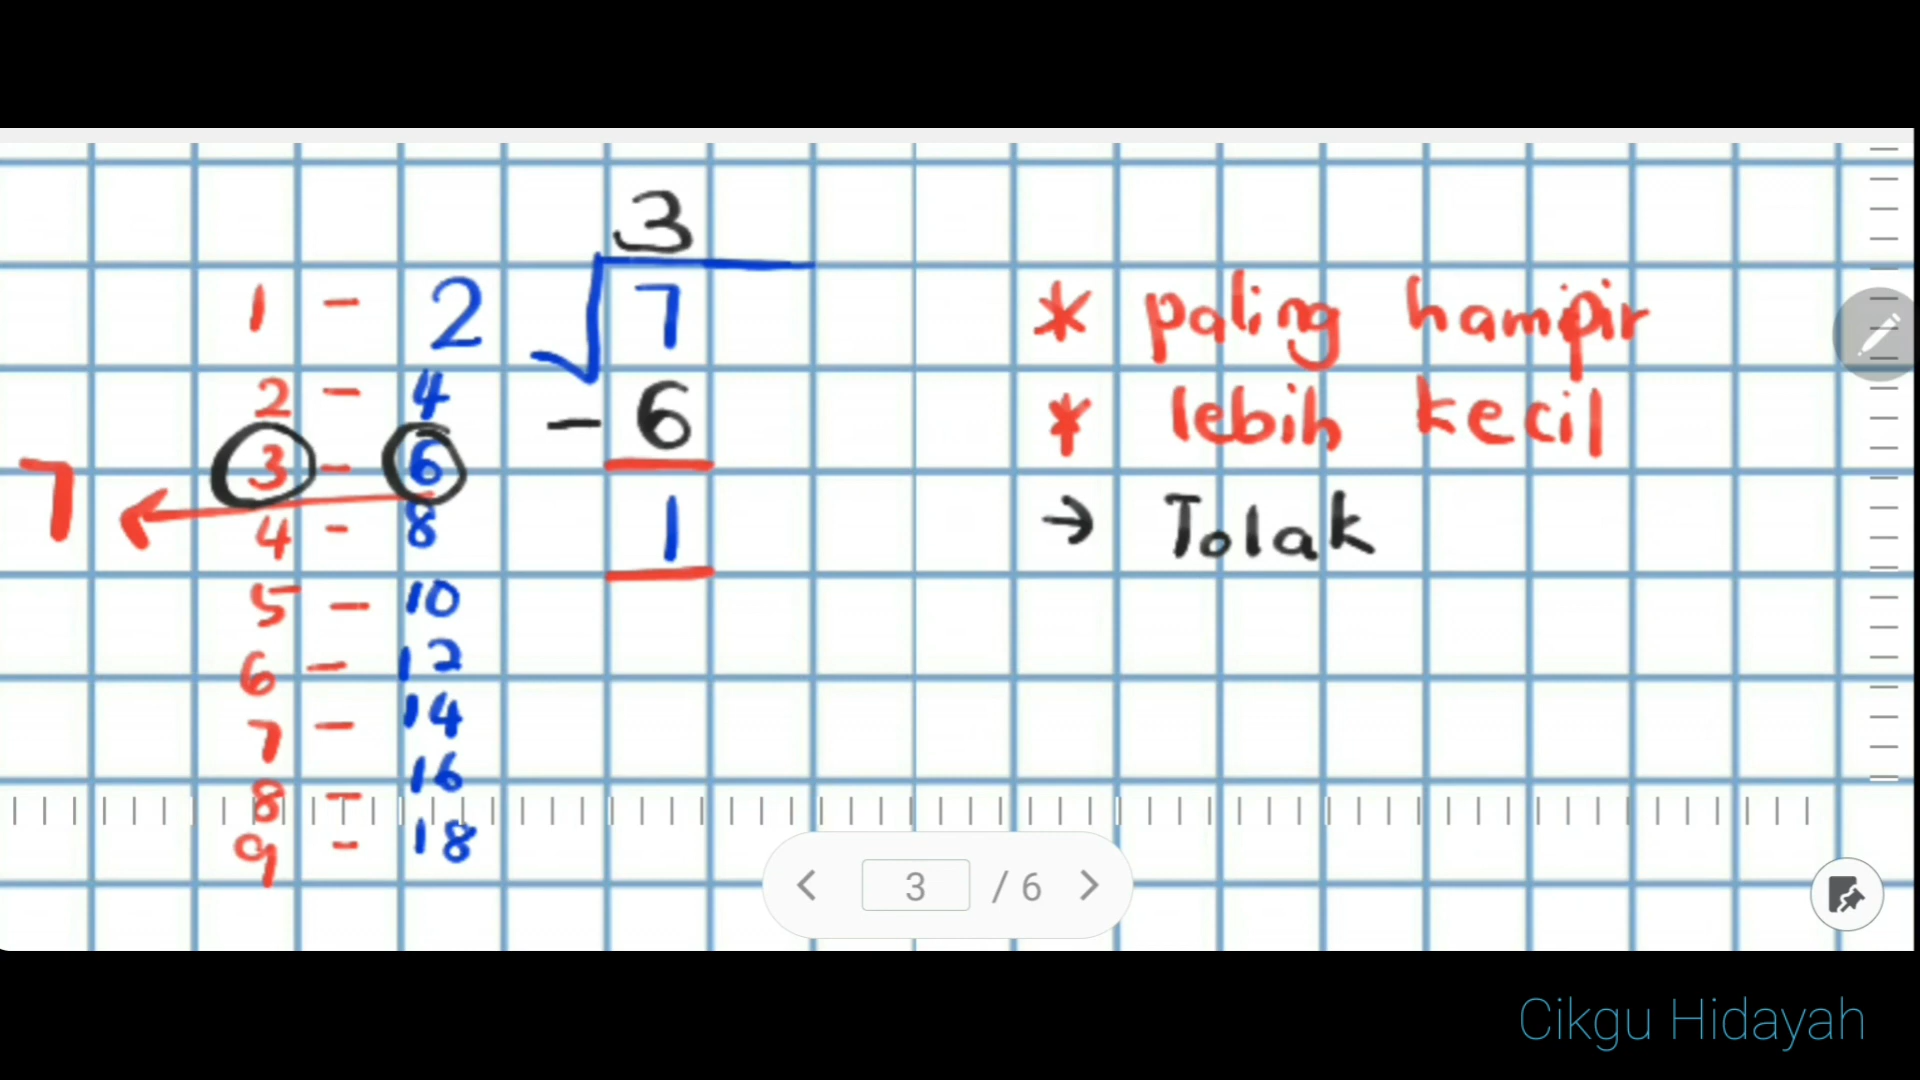 3
1 - 2 √7
2 - 4 - 6
3 - 6
7
4 - 8 1
5 - 10
6 - 12
7 - 14
8 - 16
9 - 18
* paling hampir
* lebih kecil
→ Tolak
3 / 6
Cikgu Hidayah